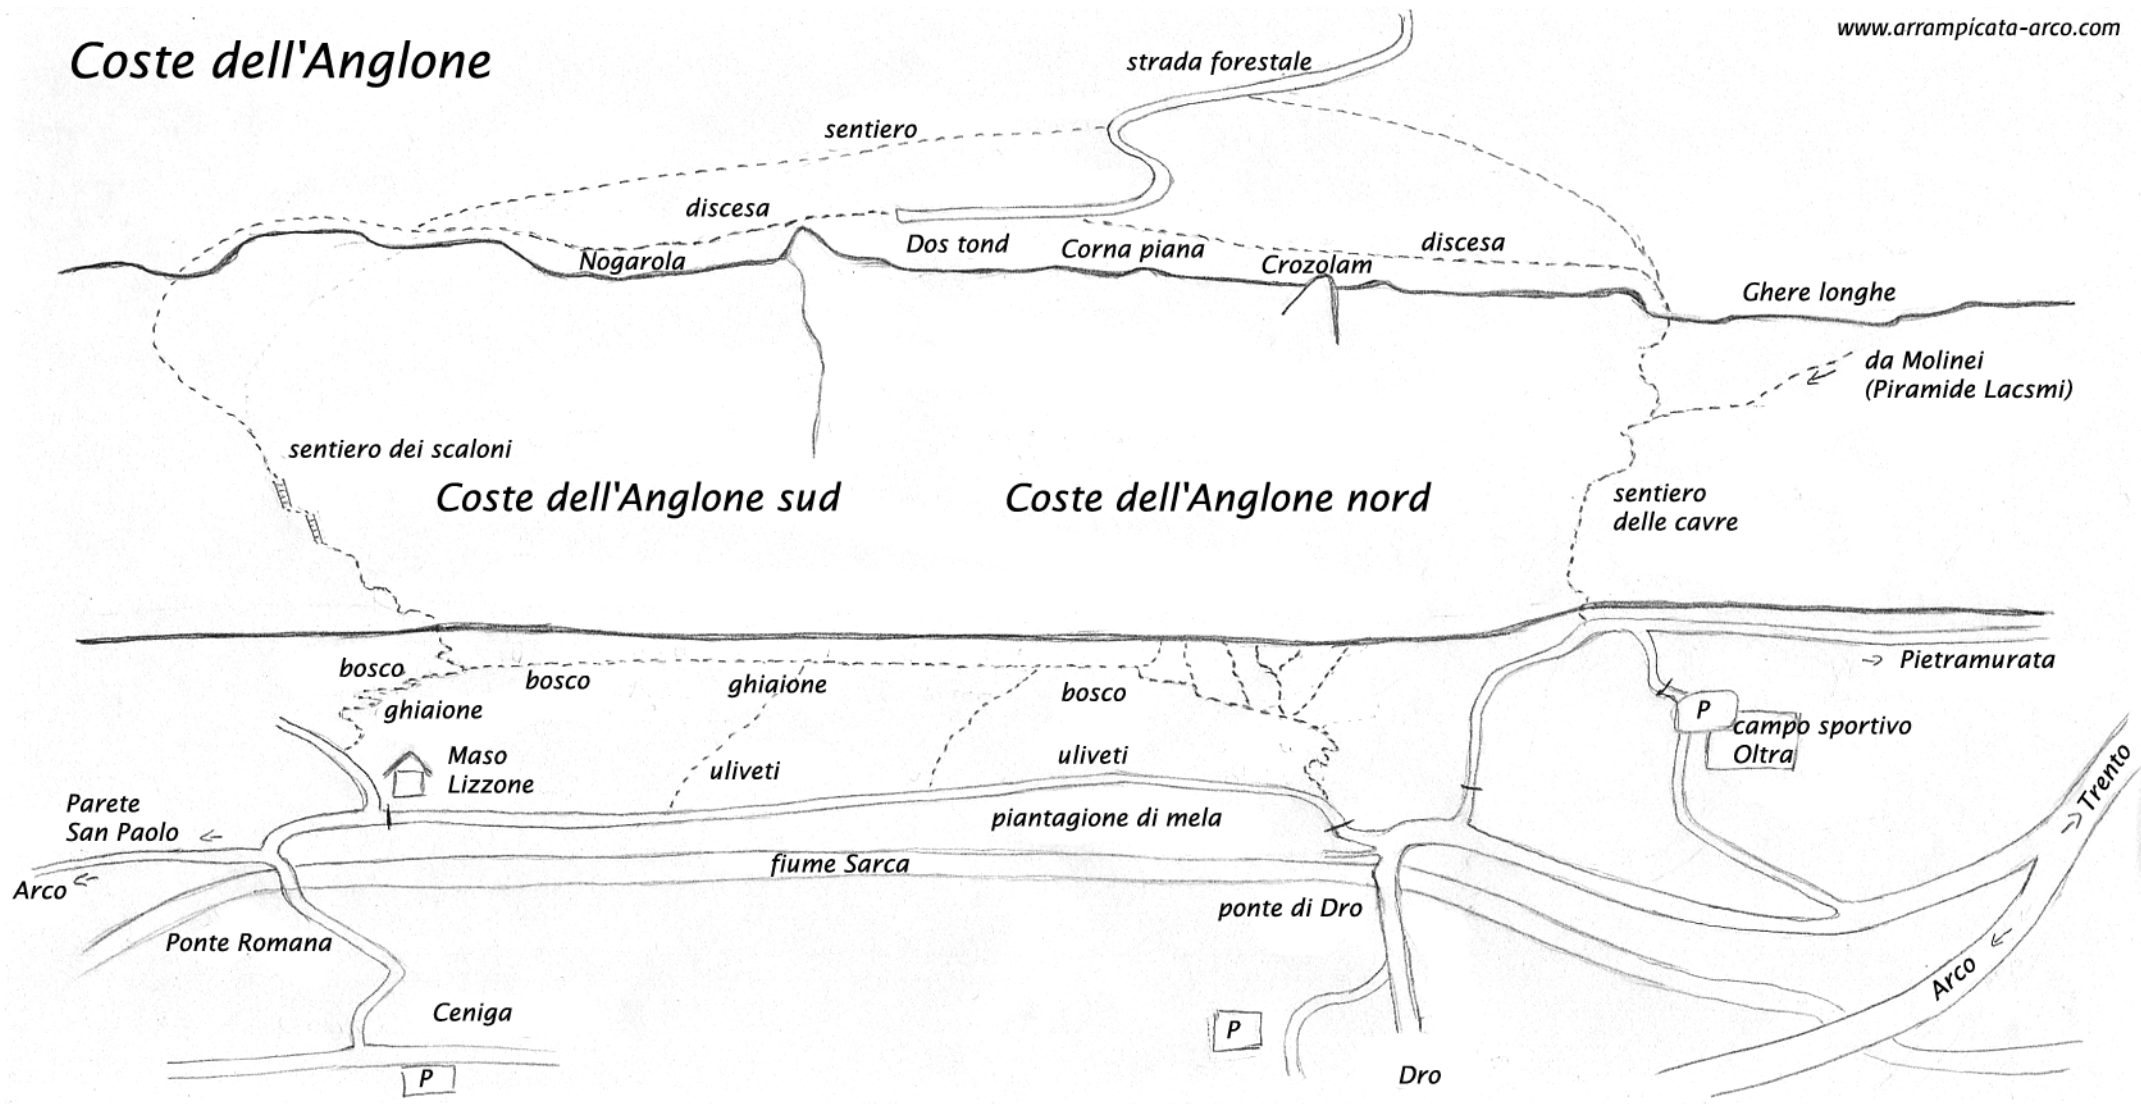 www.arrampicata-arco.com
Coste dell'Anglone
strada forestale
sentiero
discesa
Nogarola
Dos tond
Corna piana
Crozolam
discesa
Ghere longhe
da Molinei
(Piramide Lacsmi)
sentiero dei scaloni
Coste dell'Anglone sud
Coste dell'Anglone nord
sentiero
delle cavre
bosco
bosco
ghiaione
bosco
Pietramurata
ghiaione
P
campo sportivo
Oltra
Maso
Lizzone
uliveti
uliveti
Trento
Parete
San Paolo
piantagione di mela
fiume Sarca
Arco
ponte di Dro
Ponte Romana
Arco
Ceniga
P
Dro
P